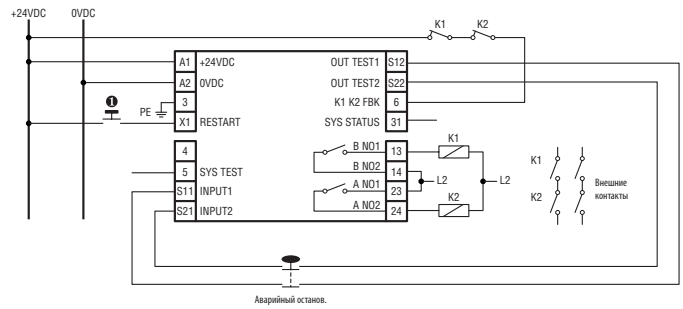 +24VDC 0VDC
K1 K2
A1 +24VDC OUT TEST1 S12
A2 0VDC OUT TEST2 S22
1 3 K1 K2 FBK 6
PE
X1 RESTART SYS STATUS 31
4 B NO1 13 K1
5 SYS TEST B NO2 14 L2 L2
S11 INPUT1 A NO1 23
S21 INPUT2 A NO2 24 K2
K1
K2
Внешние
контакты
Аварийный останов.